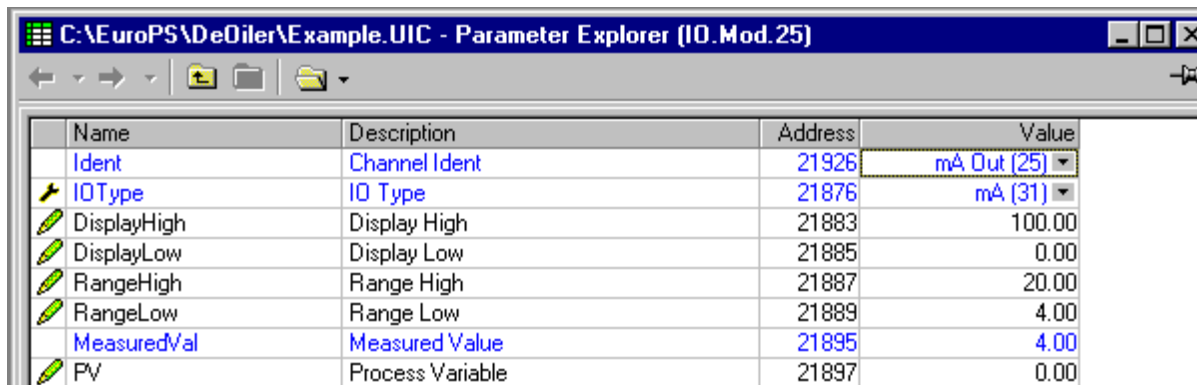 C:\EuroPS\DeOiler\Example.UIC - Parameter Explorer (IO.Mod.25)
Name Description Address Value
Ident Channel Ident 21926 mA Out (25)
IOType IO Type 21876 mA (31)
DisplayHigh Display High 21883 100.00
DisplayLow Display Low 21885 0.00
RangeHigh Range High 21887 20.00
RangeLow Range Low 21889 4.00
MeasuredVal Measured Value 21895 4.00
PV Process Variable 21897 0.00